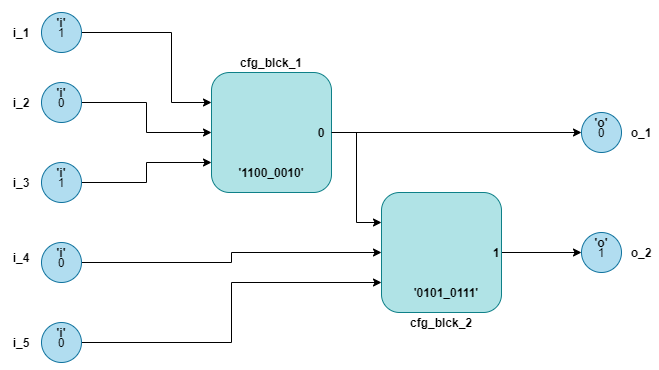 i_1
'i'
1
cfg_blck_1
i_2
'i'
0
0
'o'
0
o_1
i_3
'i'
1
'1100_0010'
i_4
'i'
0
1
'o'
1
o_2
'0101_0111'
cfg_blck_2
i_5
'i'
0